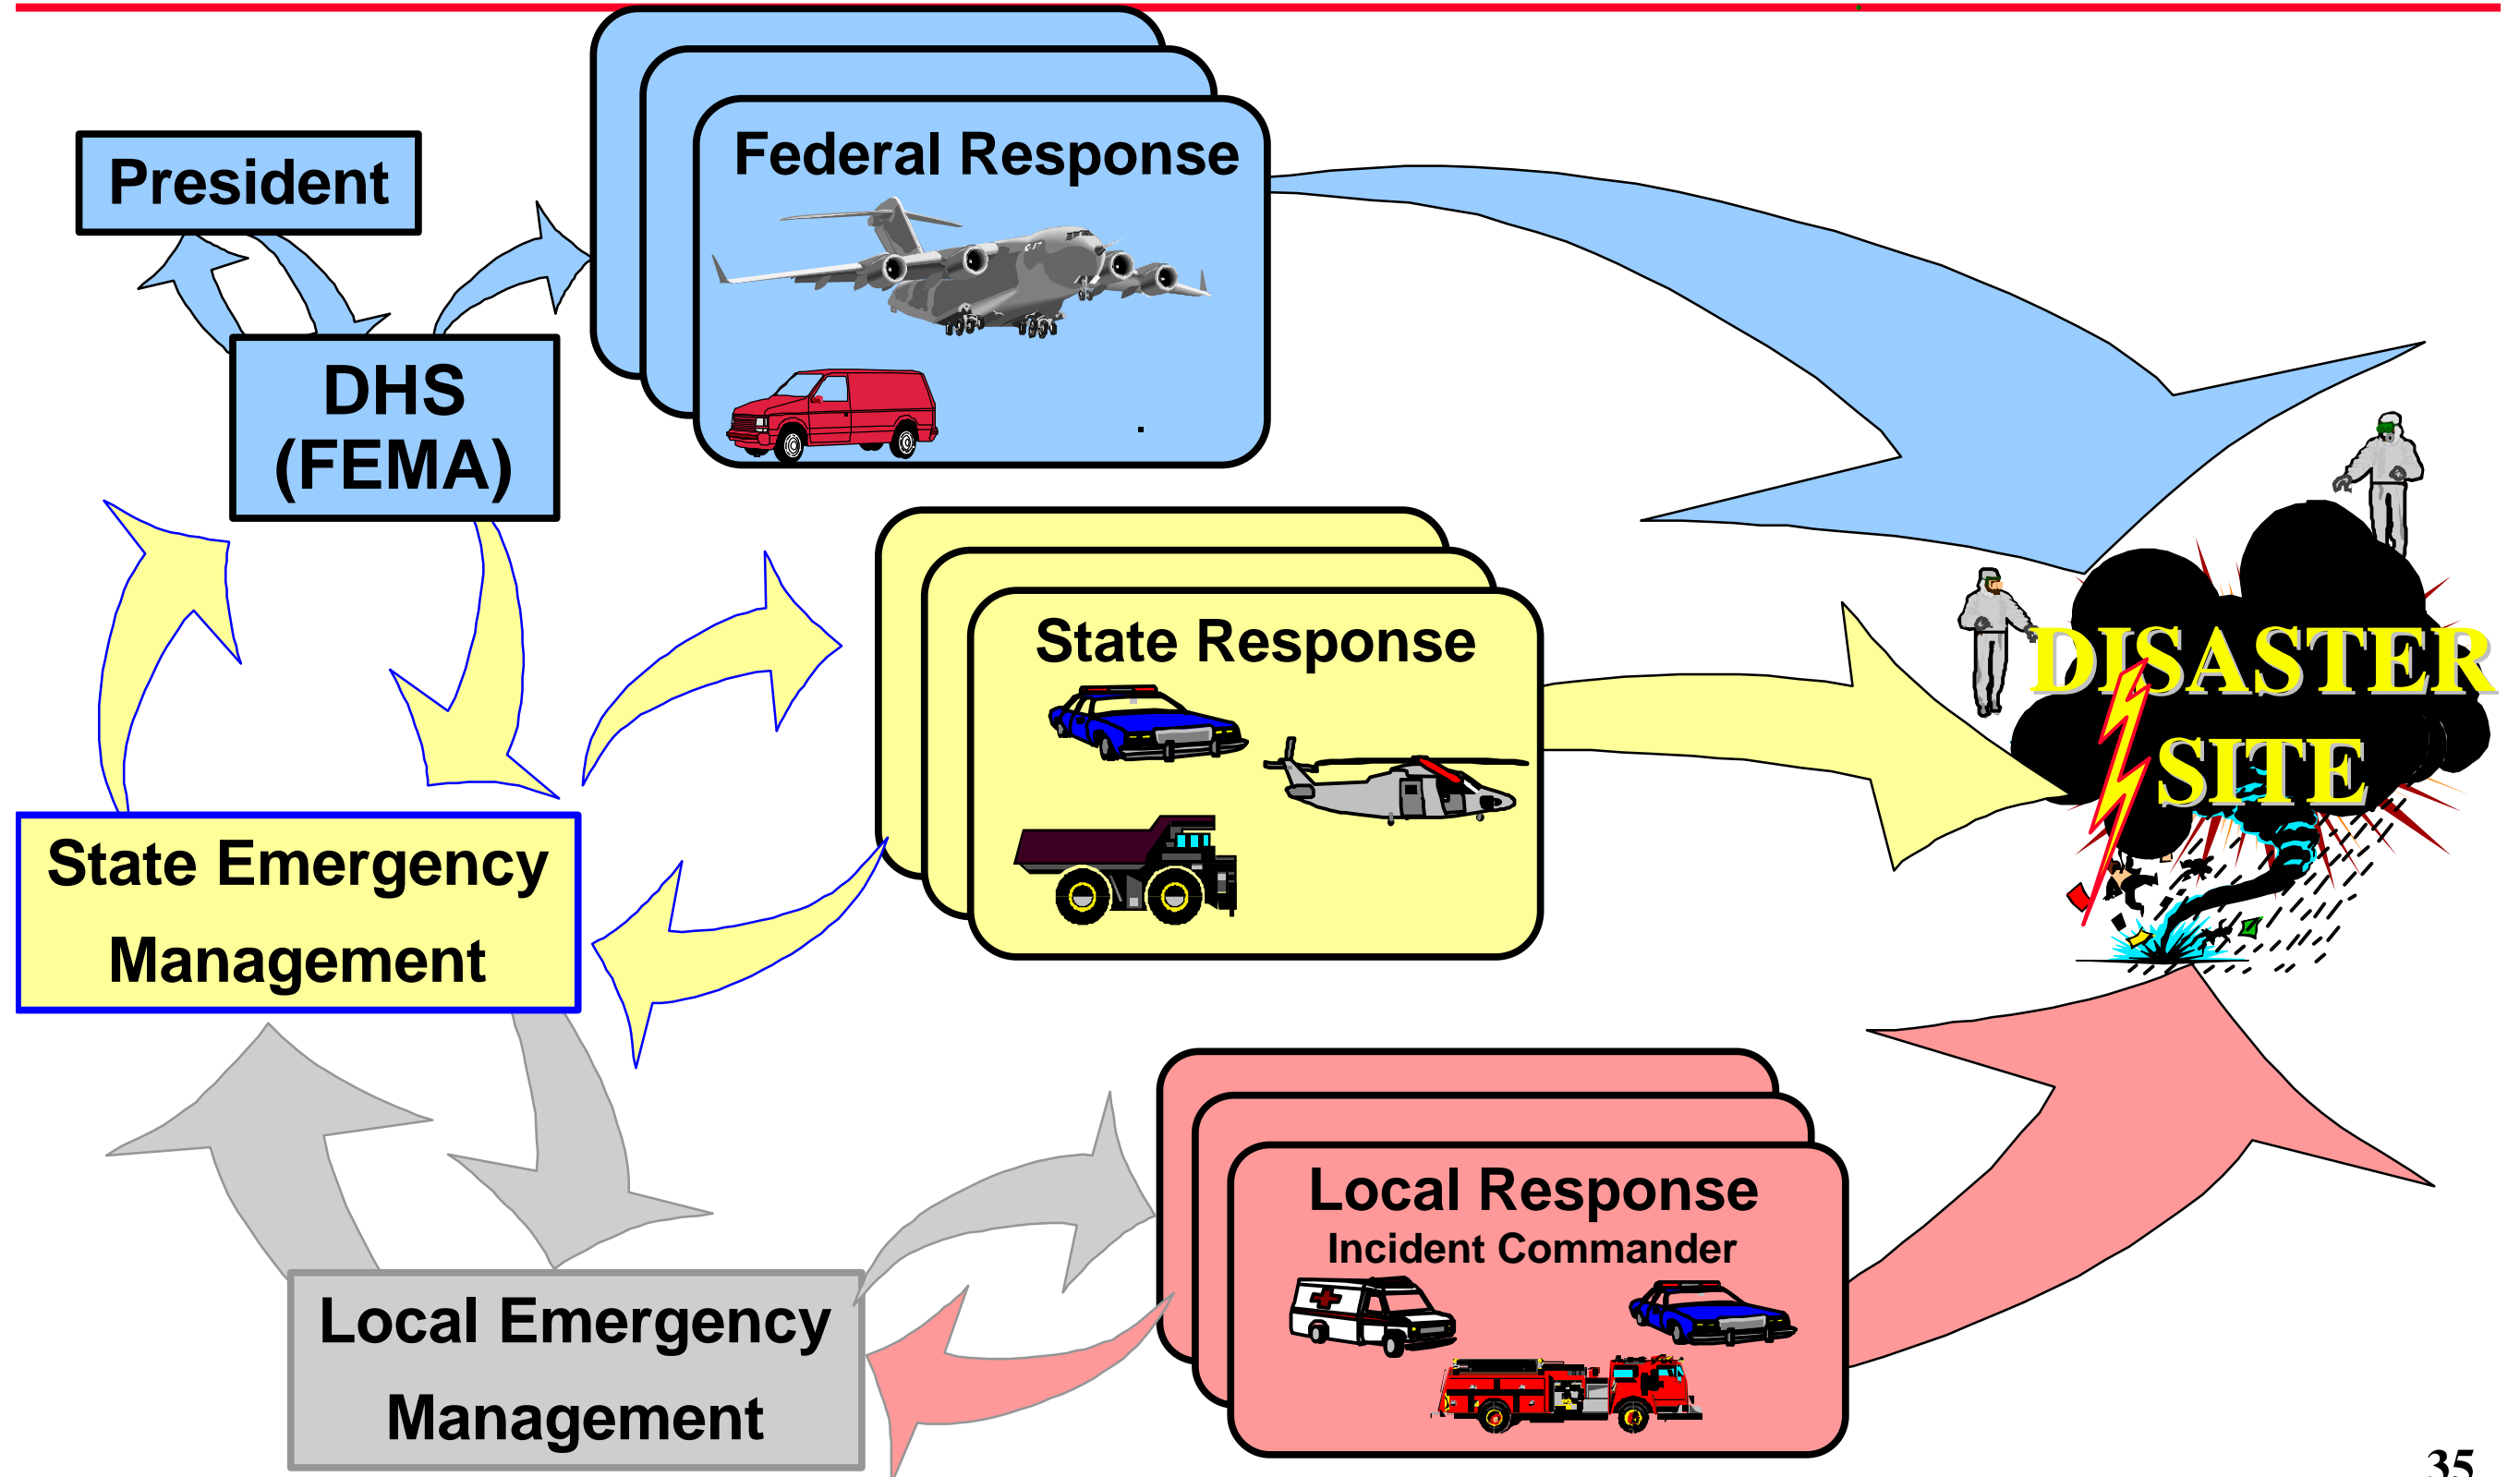 President
Federal Response
DHS
(FEMA)
State Response
DISASTER
SITE
State Emergency
Management
Local Response
Incident Commander
Local Emergency
Management
35